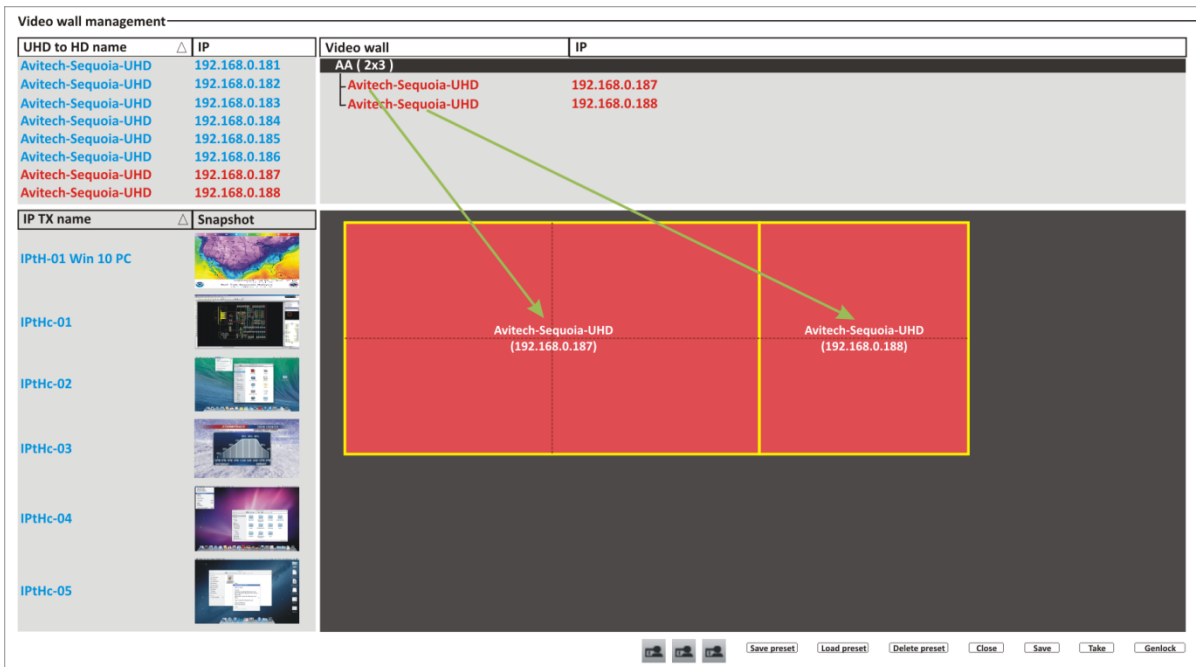 Video wall management
UHD to HD name △ IP
Avitech-Sequoia-UHD 192.168.0.181
Avitech-Sequoia-UHD 192.168.0.182
Avitech-Sequoia-UHD 192.168.0.183
Avitech-Sequoia-UHD 192.168.0.184
Avitech-Sequoia-UHD 192.168.0.185
Avitech-Sequoia-UHD 192.168.0.186
Avitech-Sequoia-UHD 192.168.0.187
Avitech-Sequoia-UHD 192.168.0.188
Video wall IP
AA ( 2x3 )
Avitech-Sequoia-UHD 192.168.0.187
Avitech-Sequoia-UHD 192.168.0.188
IP TX name △ Snapshot
IPtH-01 Win 10 PC
IPtHc-01
IPtHc-02
IPtHc-03
IPtHc-04
IPtHc-05
Avitech-Sequoia-UHD
(192.168.0.187)
Avitech-Sequoia-UHD
(192.168.0.188)
Save preset Load preset Delete preset Close Save Take Genlock